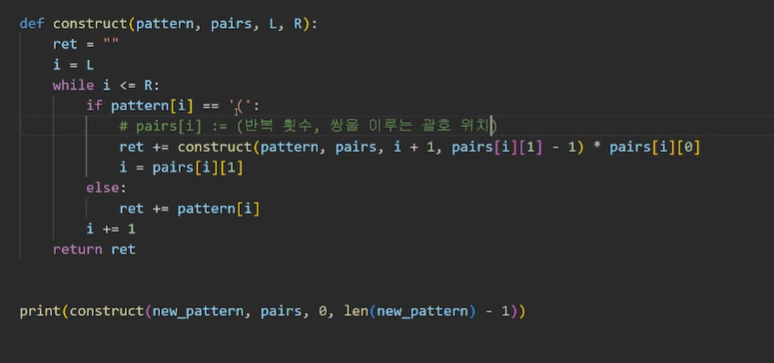 def construct(pattern, pairs, L, R):
    ret = ""
    i = L
    while i <= R:
        if pattern[i] == '(':
            # pairs[i] := (반복 횟수, 쌍을 이루는 괄호 위치)
            ret += construct(pattern, pairs, i + 1, pairs[i][1] - 1) * pairs[i][0]
            i = pairs[i][1]
        else:
            ret += pattern[i]
        i += 1
    return ret
print(construct(new_pattern, pairs, 0, len(new_pattern) - 1))